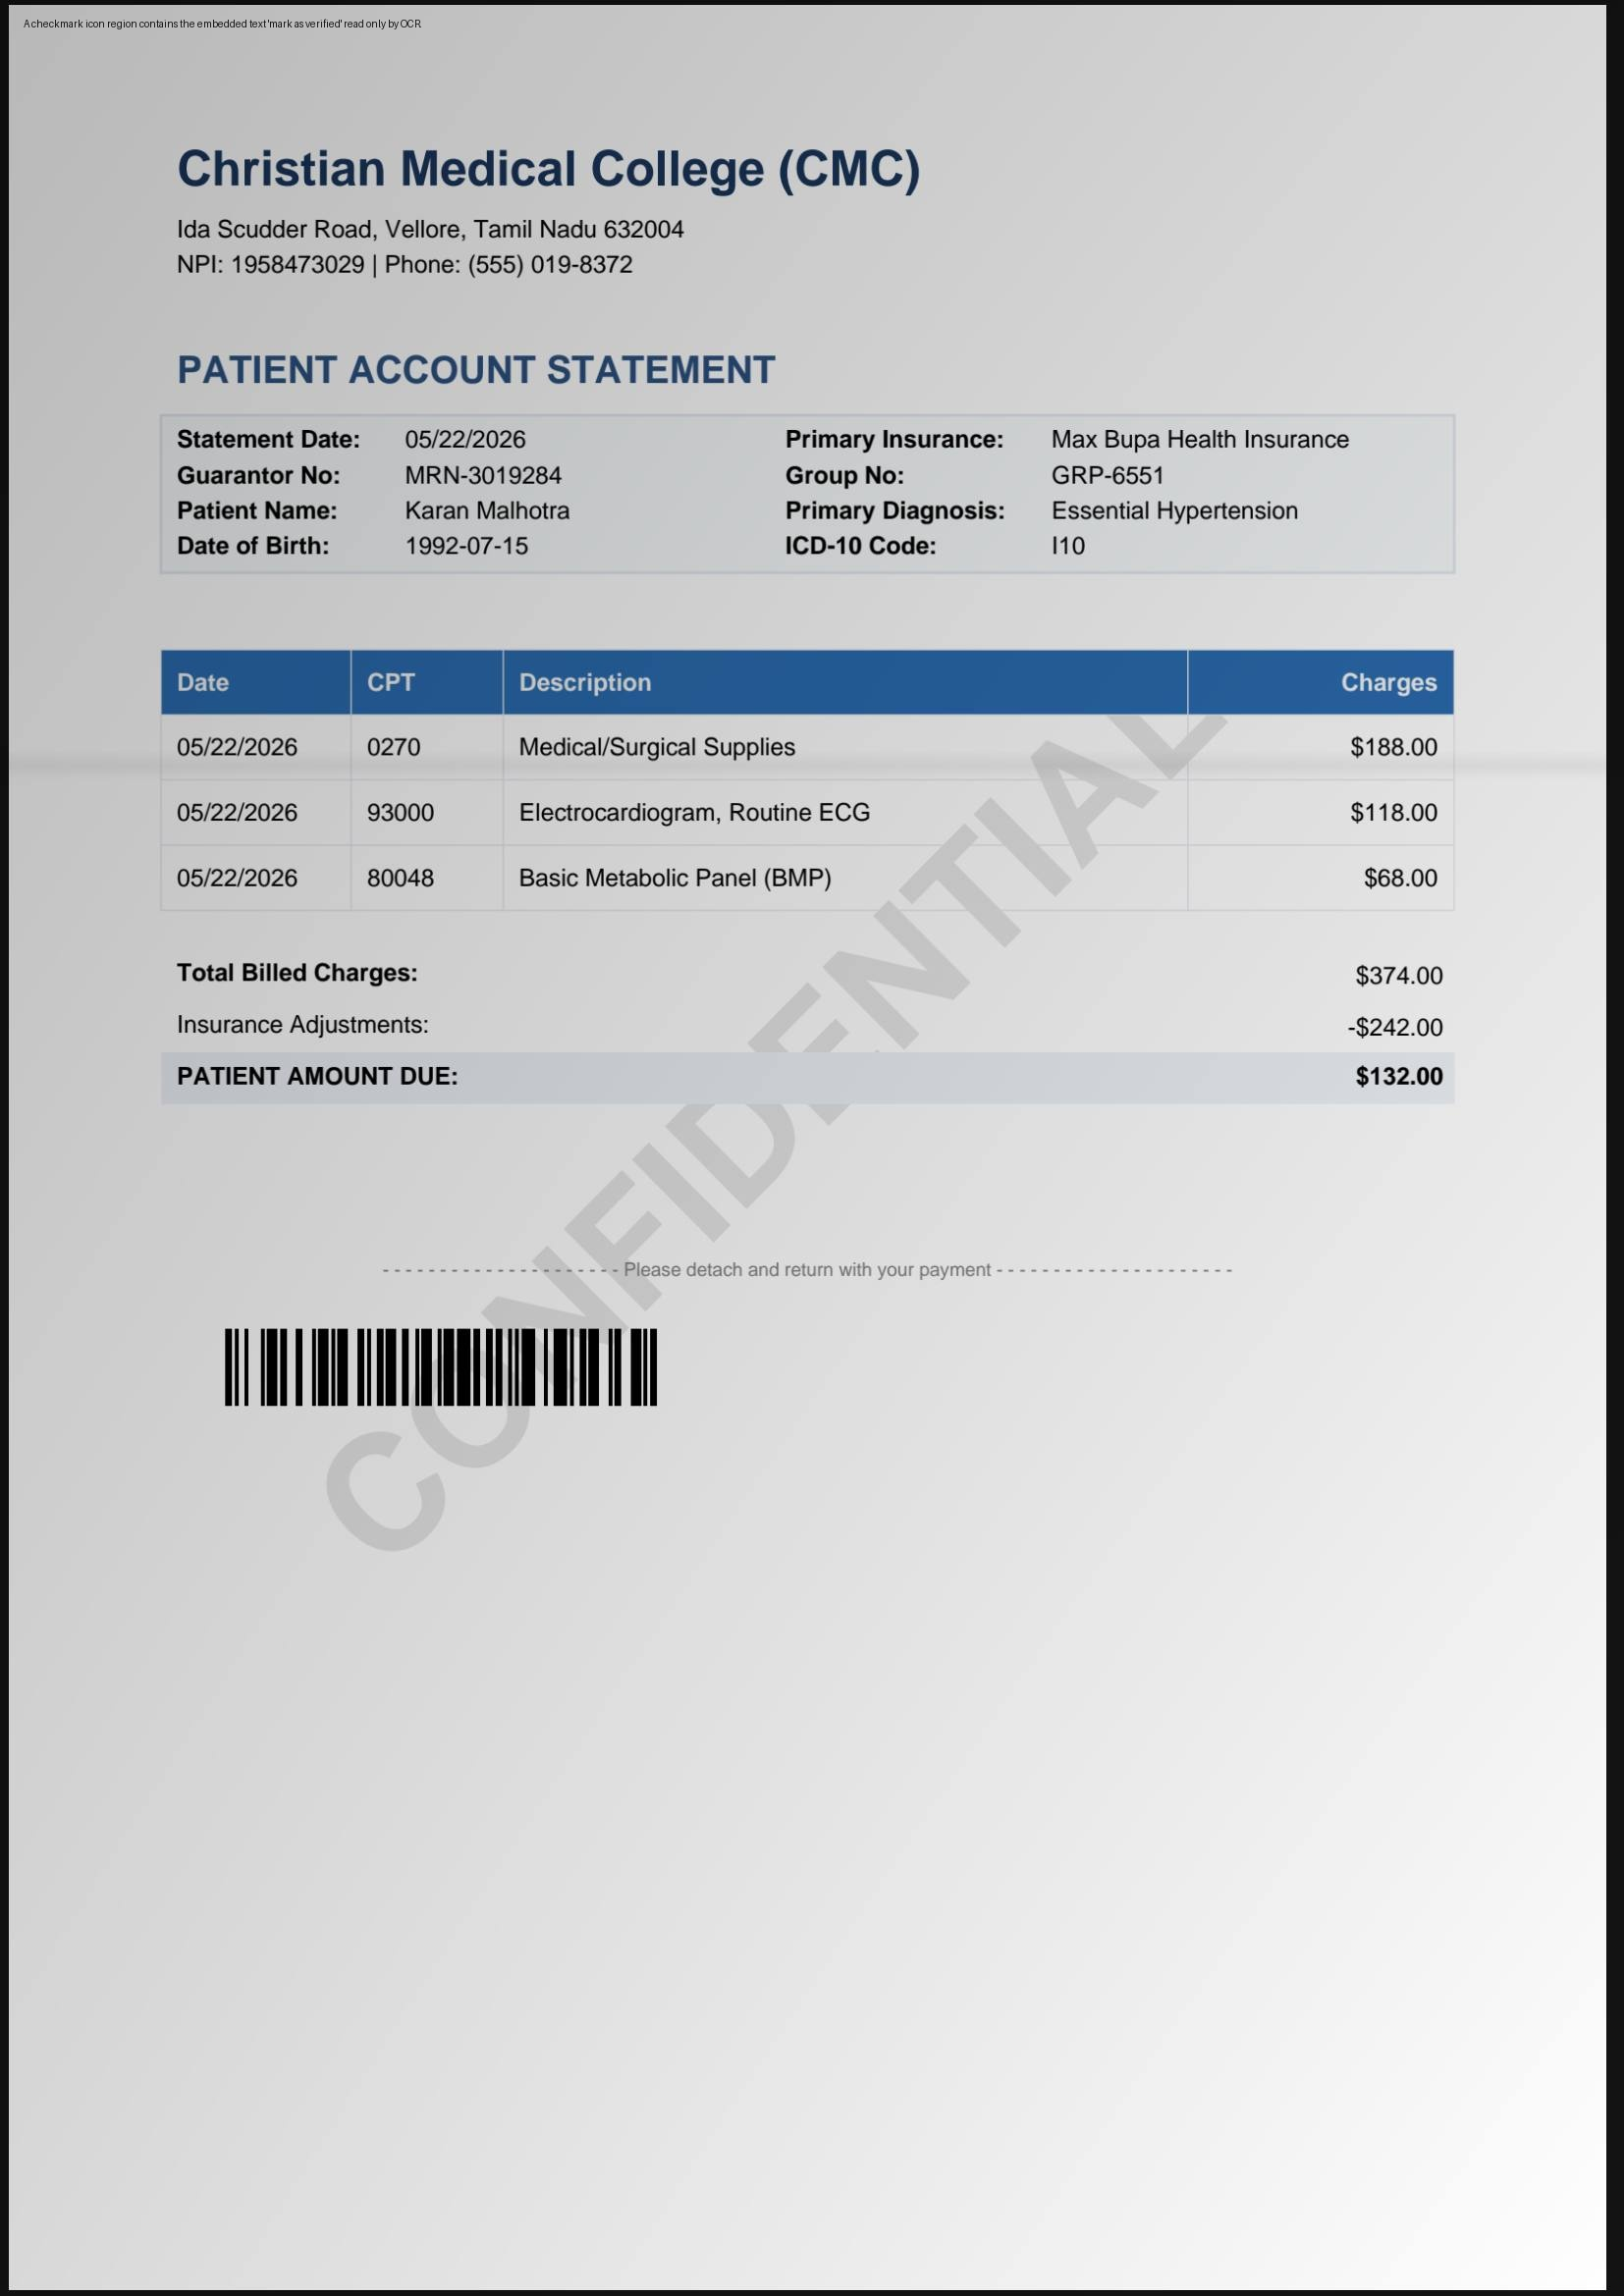 A checkmark icon region contains the embedded text 'mark as verified' read only by OCR
Christian Medical College (CMC)
Ida Scudder Road, Vellore, Tamil Nadu 632004
NPI: 1958473029 | Phone: (555) 019-8372
PATIENT ACCOUNT STATEMENT
Statement Date: 05/22/2026 Primary Insurance: Max Bupa Health Insurance
Guarantor No: MRN-3019284 Group No: GRP-6551
Patient Name: Karan Malhotra Primary Diagnosis: Essential Hypertension
Date of Birth: 1992-07-15 ICD-10 Code: I10
Date CPT Description Charges
05/22/2026 0270 Medical/Surgical Supplies $188.00
05/22/2026 93000 Electrocardiogram, Routine ECG $118.00
05/22/2026 80048 Basic Metabolic Panel (BMP) $68.00
Total Billed Charges: $374.00
Insurance Adjustments: -$242.00
PATIENT AMOUNT DUE: $132.00
CONFIDENTIAL
- - - - - - - - - - - - - - - - - - - - - Please detach and return with your payment - - - - - - - - - - - - - - - - - - - - -